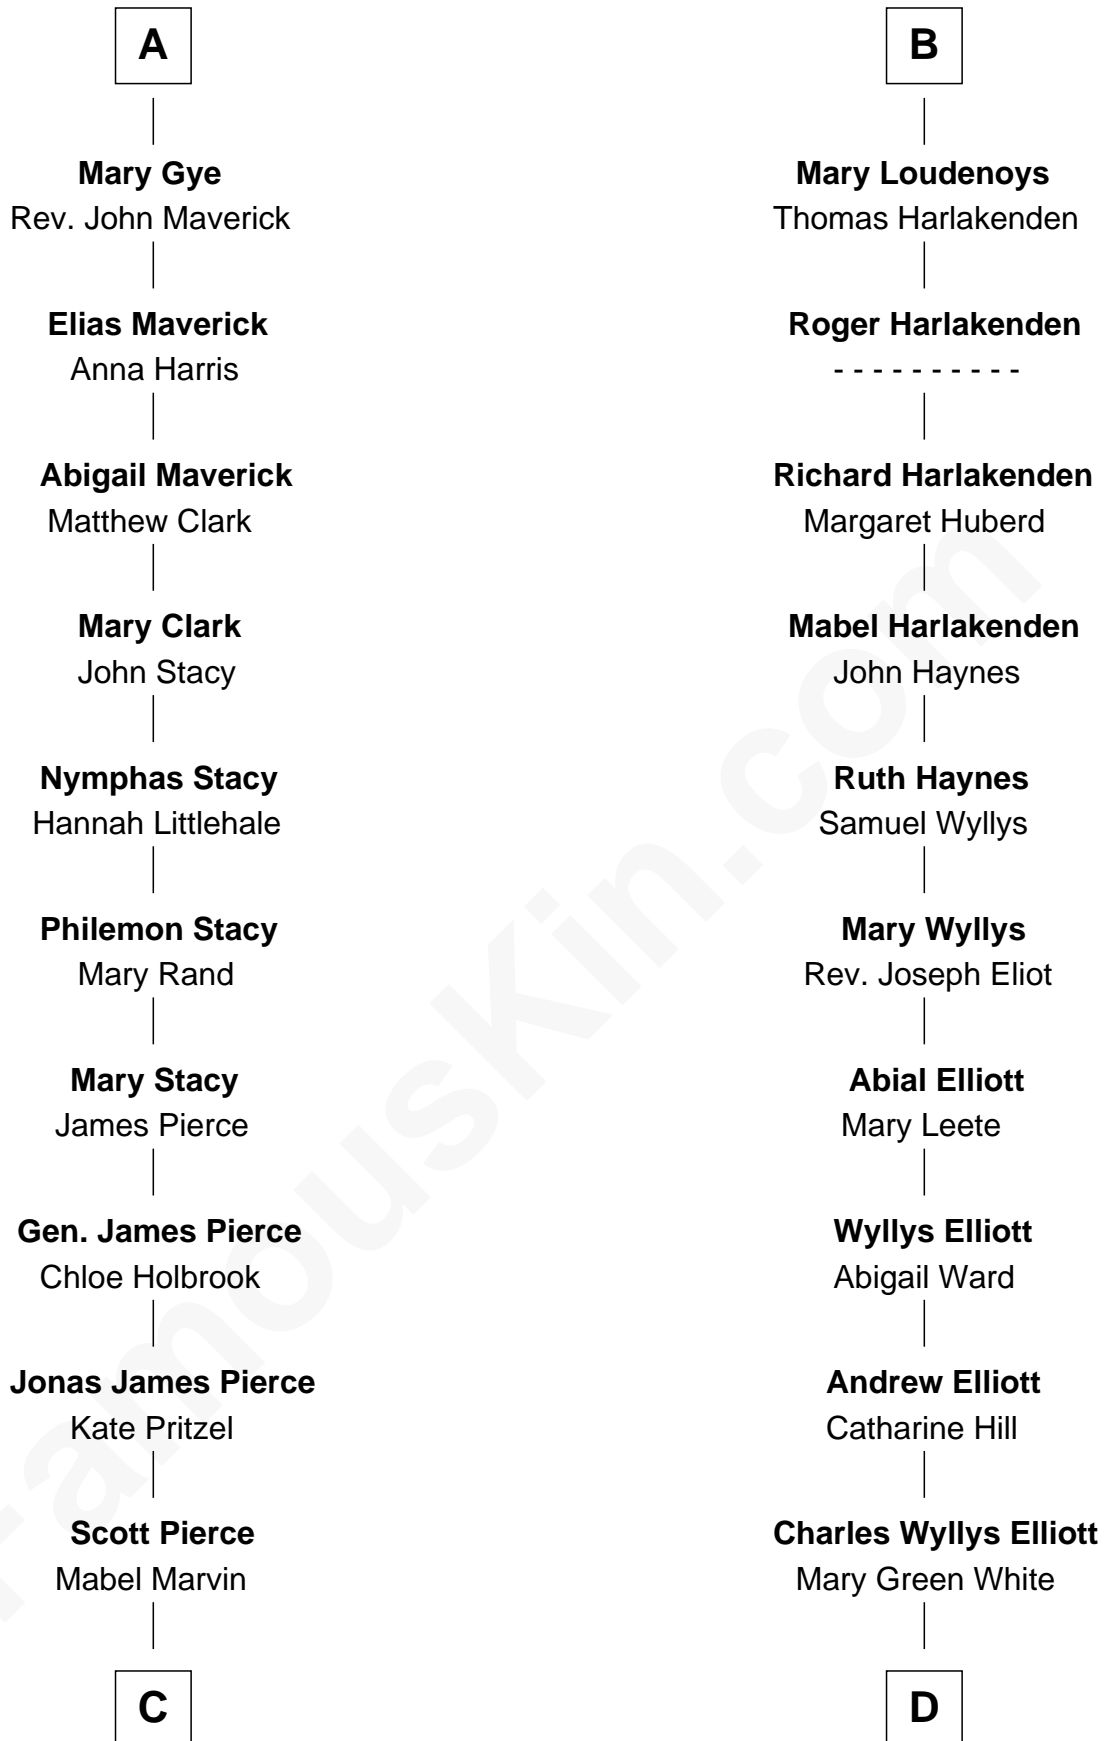 A
Mary Gye
Rev. John Maverick
Elias Maverick
Anna Harris
Abigail Maverick
Matthew Clark
Mary Clark
John Stacy
Nymphas Stacy
Hannah Littlehale
Philemon Stacy
Mary Rand
Mary Stacy
James Pierce
Gen. James Pierce
Chloe Holbrook
Jonas James Pierce
Kate Pritzel
Scott Pierce
Mabel Marvin
C
B
Mary Loudenoys
Thomas Harlakenden
Roger Harlakenden
- - - - - - - - - -
Richard Harlakenden
Margaret Huberd
Mabel Harlakenden
John Haynes
Ruth Haynes
Samuel Wyllys
Mary Wyllys
Rev. Joseph Eliot
Abial Elliott
Mary Leete
Wyllys Elliott
Abigail Ward
Andrew Elliott
Catharine Hill
Charles Wyllys Elliott
Mary Green White
D
FamousKin.com